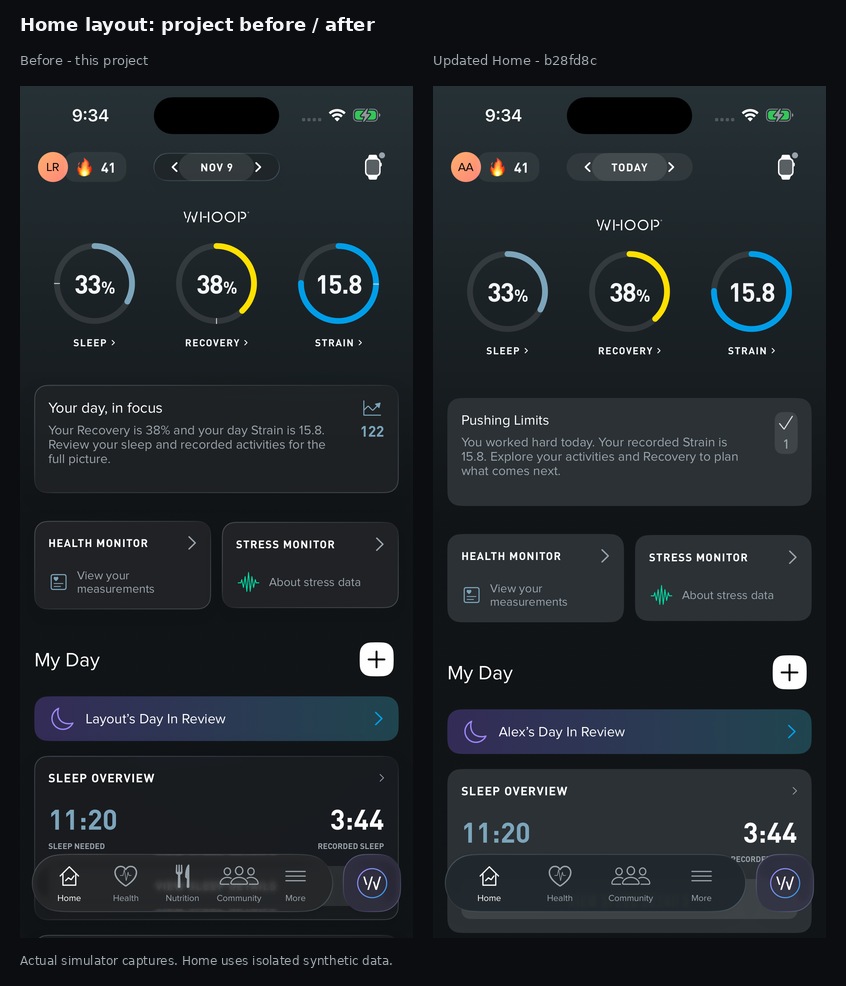 Home layout: project before / after
Before - this project
9:34
LR 41
NOV 9
WHOOP
33%
38%
15.8
SLEEP
RECOVERY
STRAIN
Your day, in focus
Your Recovery is 38% and your day Strain is 15.8.
Review your sleep and recorded activities for the
full picture.
122
HEALTH MONITOR
View your
measurements
STRESS MONITOR
About stress data
My Day
Layout’s Day In Review
SLEEP OVERVIEW
11:20
3:44
SLEEP NEEDED
RECORDED SLEEP
Home
Health
Nutrition
Community
More
W
Updated Home - b28fd8c
9:34
AA 41
TODAY
WHOOP
33%
38%
15.8
SLEEP
RECOVERY
STRAIN
Pushing Limits
You worked hard today. Your recorded Strain is
15.8. Explore your activities and Recovery to plan
what comes next.
1
HEALTH MONITOR
View your
measurements
STRESS MONITOR
About stress data
My Day
Alex’s Day In Review
SLEEP OVERVIEW
11:20
3:44
Home
Health
Community
More
W
Actual simulator captures. Home uses isolated synthetic data.